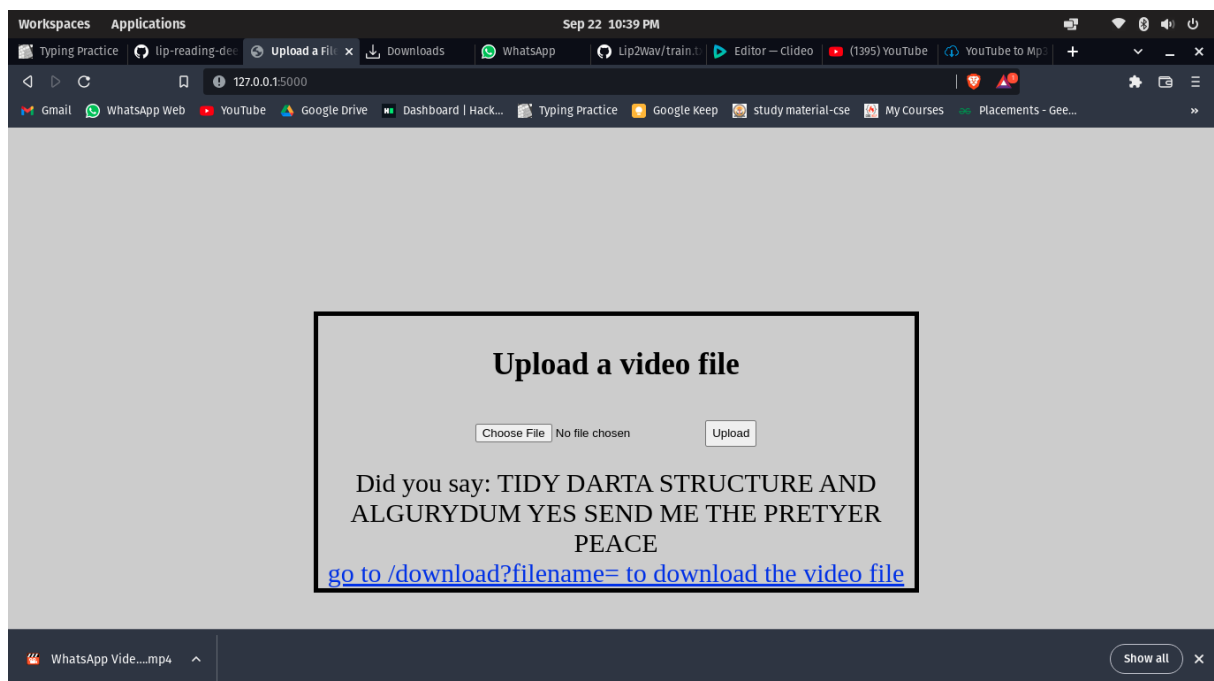 Workspaces Applications Sep 22 10:39 PM
Typing Practice lip-reading-dee Upload a File Downloads WhatsApp Lip2Wav/train.t Editor — Clideo (1395) YouTube YouTube to Mp3
127.0.0.1:5000
Gmail WhatsApp Web YouTube Google Drive Dashboard | Hack... Typing Practice Google Keep study material-cse My Courses Placements - Gee... »
Upload a video file
Choose File No file chosen Upload
Did you say: TIDY DARTA STRUCTURE AND
ALGURYDUM YES SEND ME THE PRETYER
PEACE
go to /download?filename= to download the video file
WhatsApp Vide....mp4 Show all